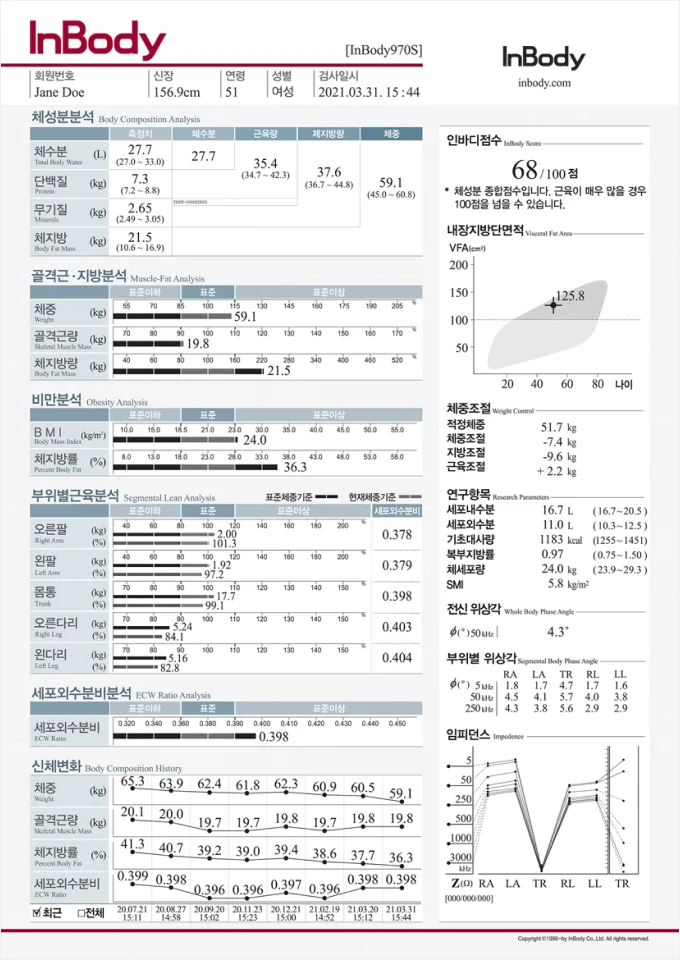 InBody
[InBody970S]
InBody
inbody.com
회원번호 신장 연령 성별 검사일시
Jane Doe 156.9cm 51 여성 2021.03.31. 15:44
체성분분석 Body Composition Analysis
측정치 체수분 근육량 제지방량 체중
체수분 (L) 27.7 27.7 35.4 37.6 59.1
Total Body Water (27.0 ~ 33.0) (34.7 ~ 42.3) (36.7 ~ 44.8) (45.0 ~ 60.8)
단백질 (kg) 7.3
Protein (7.2 ~ 8.8)
무기질 (kg) 2.65 non-osseous
Minerals (2.49 ~ 3.05)
체지방 (kg) 21.5
Body Fat Mass (10.6 ~ 16.9)
골격근·지방분석 Muscle-Fat Analysis
표준이하 표준 표준이상
체중 (kg) 55 70 85 100 115 130 145 160 175 190 205 %
Weight 59.1
골격근량 (kg) 70 80 90 100 110 120 130 140 150 160 170 %
Skeletal Muscle Mass 19.8
체지방량 (kg) 40 60 80 100 160 220 280 340 400 460 520 %
Body Fat Mass 21.5
비만분석 Obesity Analysis
표준이하 표준 표준이상
BMI (kg/m²) 10.0 15.0 18.5 21.0 23.0 30.0 35.0 40.0 45.0 50.0 55.0
Body Mass Index 24.0
체지방률 (%) 8.0 13.0 18.0 23.0 28.0 33.0 38.0 43.0 48.0 53.0 58.0
Percent Body Fat 36.3
부위별근육분석 Segmental Lean Analysis 표준체중기준 현재체중기준
표준이하 표준 표준이상 세포외수분비
오른팔 (kg) 40 60 80 100 120 140 160 180 200 %
Right Arm (%) 2.00 101.3 0.378
왼팔 (kg) 40 60 80 100 120 140 160 180 200 %
Left Arm (%) 1.92 97.2 0.379
몸통 (kg) 70 80 90 100 110 120 130 140 150 %
Trunk (%) 17.7 99.1 0.398
오른다리 (kg) 70 80 90 100 110 120 130 140 150 %
Right Leg (%) 5.24 84.1 0.403
왼다리 (kg) 70 80 90 100 110 120 130 140 150 %
Left Leg (%) 5.16 82.8 0.404
세포외수분비분석 ECW Ratio Analysis
표준이하 표준 표준이상
세포외수분비 0.320 0.340 0.360 0.380 0.390 0.400 0.410 0.420 0.430 0.440 0.450
ECW Ratio 0.398
신체변화 Body Composition History
체중 (kg) 65.3 63.9 62.4 61.8 62.3 60.9 60.5 59.1
Weight
골격근량 (kg) 20.1 20.0 19.7 19.7 19.8 19.7 19.8 19.8
Skeletal Muscle Mass
체지방률 (%) 41.3 40.7 39.2 39.0 39.4 38.6 37.7 36.3
Percent Body Fat
세포외수분비 0.399 0.398 0.396 0.396 0.397 0.396 0.398 0.398
ECW Ratio
최근 전체 20.07.21 20.08.27 20.09.20 20.11.23 20.12.21 21.02.19 21.03.20 21.03.31
15:11 14:58 15:02 15:23 15:00 14:52 15:12 15:44
인바디점수 InBody Score
68/100 점
* 체성분 종합점수입니다. 근육이 매우 많을 경우
100점을 넘을 수 있습니다.
내장지방단면적 Visceral Fat Area
VFA(cm²)
200
150
100
50
125.8
20 40 60 80 나이
체중조절 Weight Control
적정체중 51.7 kg
체중조절 -7.4 kg
지방조절 -9.6 kg
근육조절 + 2.2 kg
연구항목 Research Parameters
세포내수분 16.7 L (16.7~20.5)
세포외수분 11.0 L (10.3~12.5)
기초대사량 1183 kcal (1255~1451)
복부지방률 0.97 (0.75~1.50)
체세포량 24.0 kg (23.9~29.3)
SMI 5.8 kg/m²
전신 위상각 Whole Body Phase Angle
φ(°)50 kHz 4.3°
부위별 위상각 Segmental Body Phase Angle
RA LA TR RL LL
φ(°) 5 kHz 1.8 1.7 4.7 1.7 1.6
50 kHz 4.5 4.1 5.7 4.0 3.8
250 kHz 4.3 3.8 5.6 2.9 2.9
임피던스 Impedence
5
50
250
500
1000
3000
kHz
Z(Ω) RA LA TR RL LL TR
[000/000/000]
Copyright ©1996~by InBody Co.,Ltd. All rights reserved.